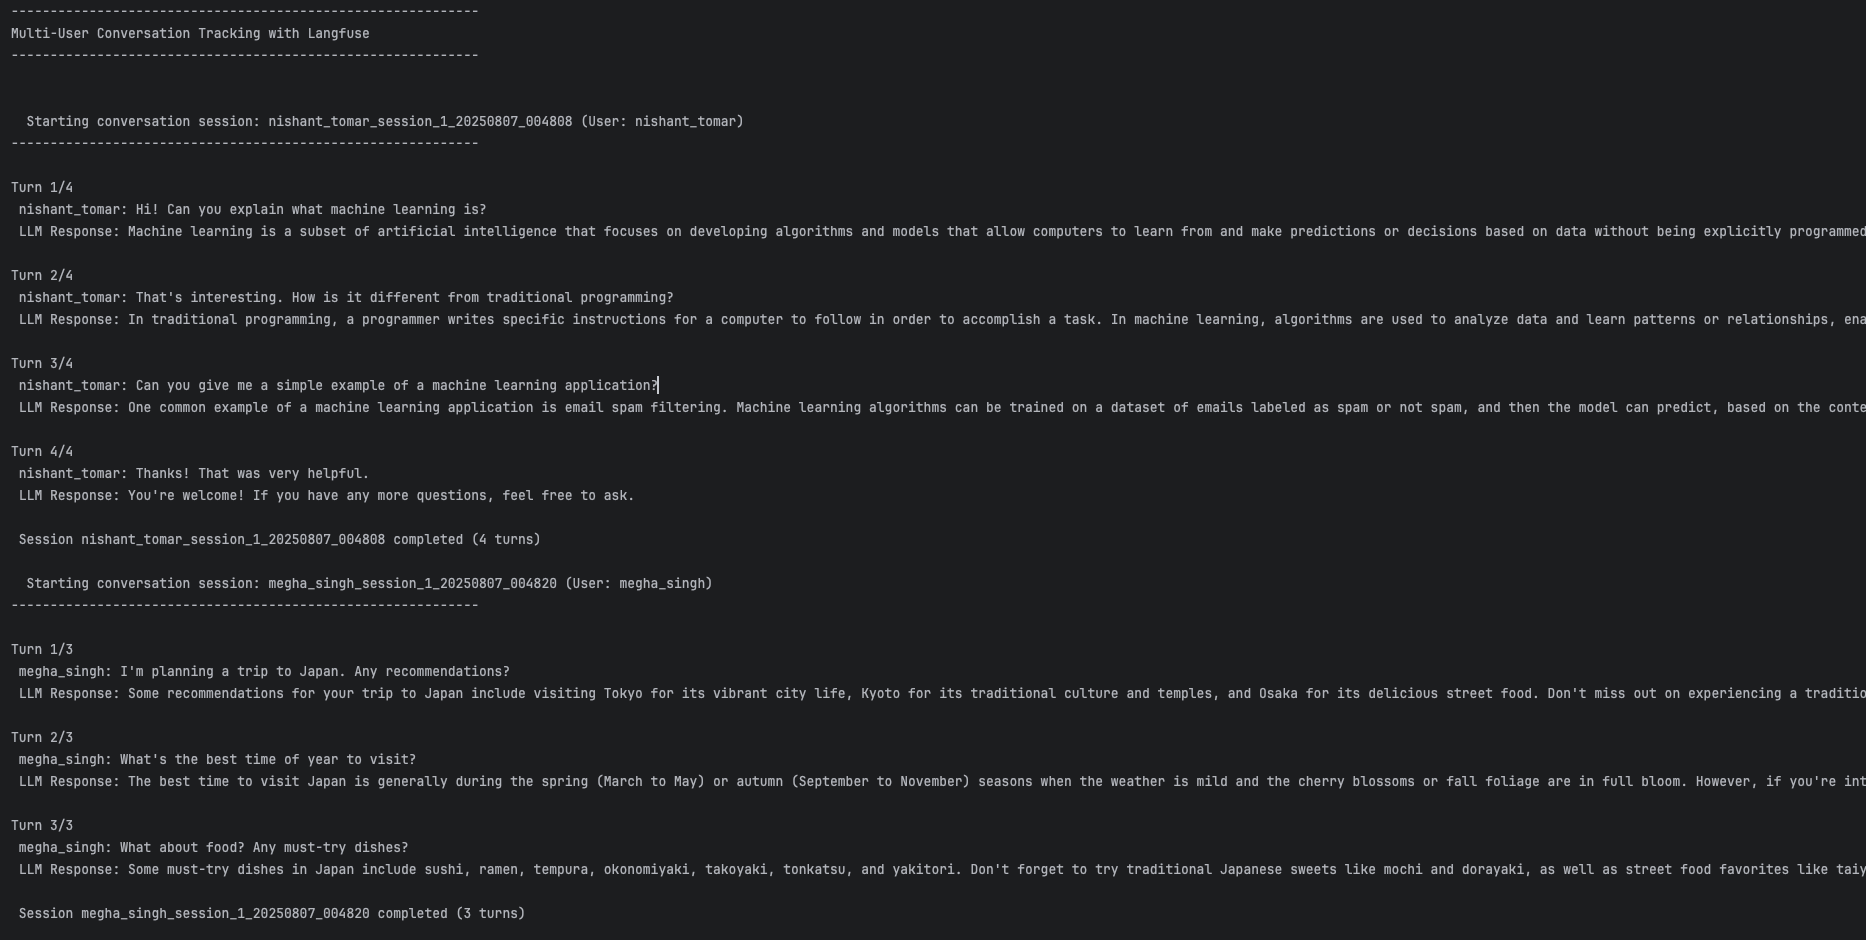 ------------------------------------------------------------
Multi-User Conversation Tracking with Langfuse
------------------------------------------------------------
Starting conversation session: nishant_tomar_session_1_20250807_004808 (User: nishant_tomar)
------------------------------------------------------------
Turn 1/4
nishant_tomar: Hi! Can you explain what machine learning is?
LLM Response: Machine learning is a subset of artificial intelligence that focuses on developing algorithms and models that allow computers to learn from and make predictions or decisions based on data without being explicitly programmed
Turn 2/4
nishant_tomar: That's interesting. How is it different from traditional programming?
LLM Response: In traditional programming, a programmer writes specific instructions for a computer to follow in order to accomplish a task. In machine learning, algorithms are used to analyze data and learn patterns or relationships, ena
Turn 3/4
nishant_tomar: Can you give me a simple example of a machine learning application?
LLM Response: One common example of a machine learning application is email spam filtering. Machine learning algorithms can be trained on a dataset of emails labeled as spam or not spam, and then the model can predict, based on the conte
Turn 4/4
nishant_tomar: Thanks! That was very helpful.
LLM Response: You're welcome! If you have any more questions, feel free to ask.
Session nishant_tomar_session_1_20250807_004808 completed (4 turns)
Starting conversation session: megha_singh_session_1_20250807_004820 (User: megha_singh)
------------------------------------------------------------
Turn 1/3
megha_singh: I'm planning a trip to Japan. Any recommendations?
LLM Response: Some recommendations for your trip to Japan include visiting Tokyo for its vibrant city life, Kyoto for its traditional culture and temples, and Osaka for its delicious street food. Don't miss out on experiencing a traditio
Turn 2/3
megha_singh: What's the best time of year to visit?
LLM Response: The best time to visit Japan is generally during the spring (March to May) or autumn (September to November) seasons when the weather is mild and the cherry blossoms or fall foliage are in full bloom. However, if you're int
Turn 3/3
megha_singh: What about food? Any must-try dishes?
LLM Response: Some must-try dishes in Japan include sushi, ramen, tempura, okonomiyaki, takoyaki, tonkatsu, and yakitori. Don't forget to try traditional Japanese sweets like mochi and dorayaki, as well as street food favorites like taiy
Session megha_singh_session_1_20250807_004820 completed (3 turns)